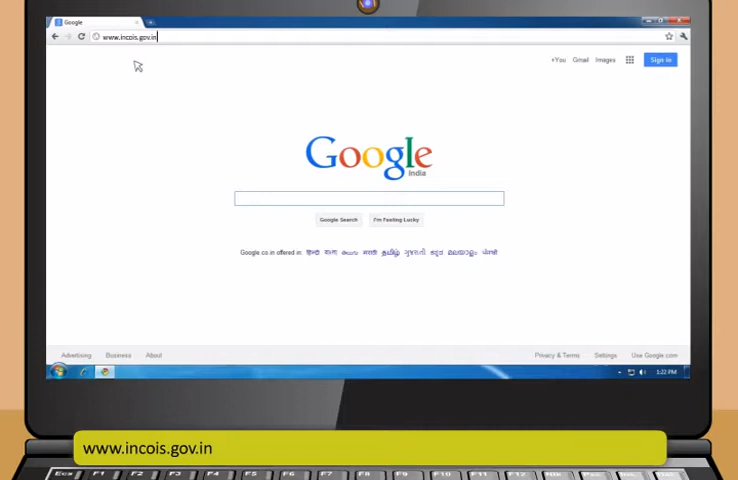 Google
www.incois.gov.in
+You Gmail Images Sign in
Google
India
Google Search I'm Feeling Lucky
Google.co.in offered in: हिन्दी বাংলা తెలుగు मराठी தமிழ் ગુજરાતી ಕನ್ನಡ മലയാളം ਪੰਜਾਬੀ
Advertising Business About Privacy & Terms Settings Use Google.com
1:22 PM
www.incois.gov.in
Esc F1 F2 F3 F4 F5 F6 F7 F8 F9 F10 F11 F12